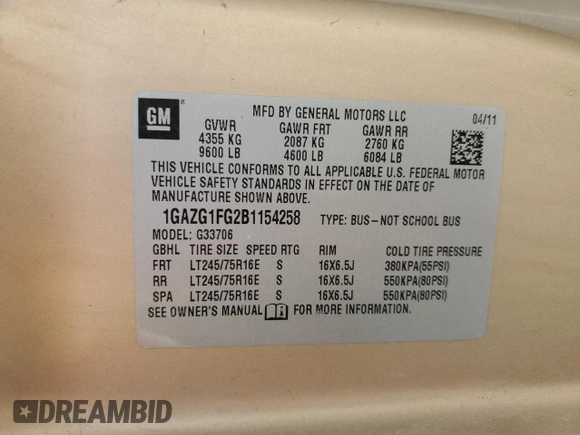 GM
MFD BY GENERAL MOTORS LLC 04/11
GVWR GAWR FRT GAWR RR
4355 KG 2087 KG 2760 KG
9600 LB 4600 LB 6084 LB
THIS VEHICLE CONFORMS TO ALL APPLICABLE U.S. FEDERAL MOTOR
VEHICLE SAFETY STANDARDS IN EFFECT ON THE DATE OF
MANUFACTURE SHOWN ABOVE.
1GAZG1FG2B1154258 TYPE: BUS–NOT SCHOOL BUS
MODEL: G33706
GBHL TIRE SIZE SPEED RTG RIM COLD TIRE PRESSURE
FRT LT245/75R16E S 16X6.5J 380KPA(55PSI)
RR LT245/75R16E S 16X6.5J 550KPA(80PSI)
SPA LT245/75R16E S 16X6.5J 550KPA(80PSI)
SEE OWNER'S MANUAL FOR MORE INFORMATION.
DREAMBID